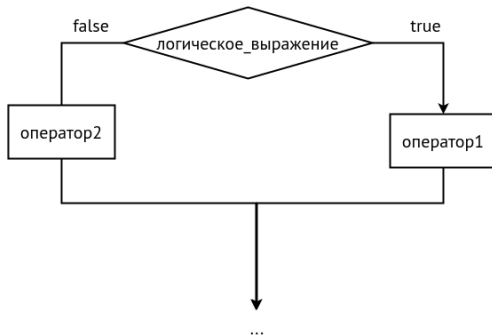 false
true
логическое_выражение
оператор2
оператор1
...